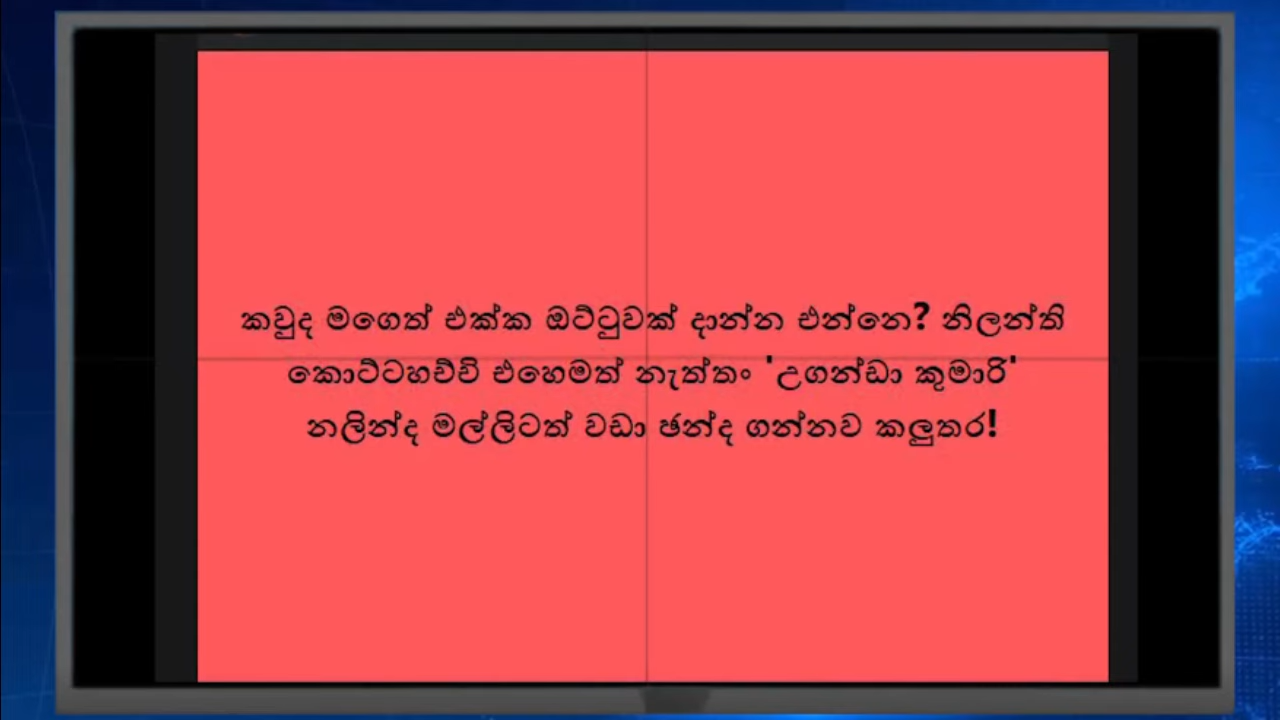 කවුද මගෙත් එක්ක ඔට්ටුවක් දාන්න එන්නෙ? නිලන්ති
කොට්ටහච්චි එහෙමත් නැත්තං 'උගන්ඩා කුමාරි'
නලින්ද මල්ලිටත් වඩා ඡන්ද ගන්නව කලුතර!